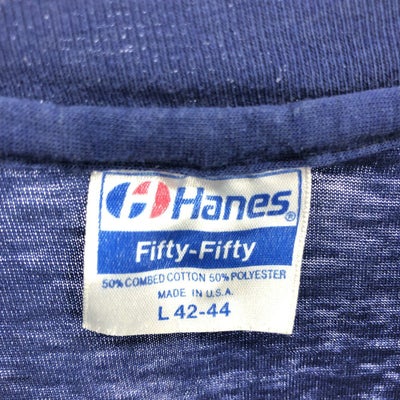 Hanes®
Fifty-Fifty
50% COMBED COTTON 50% POLYESTER
MADE IN U.S.A.
L 42-44